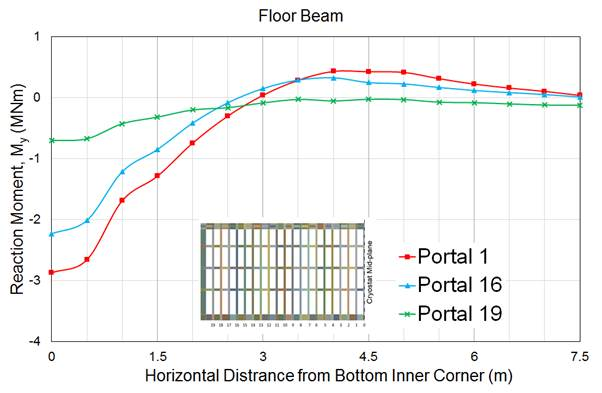 Floor Beam
1
0
-1
-2
-3
-4
Reaction Moment, My (MNm)
Cryostat Mid-plane
Portal 1
Portal 16
Portal 19
0 1.5 3 4.5 6 7.5
Horizontal Distrance from Bottom Inner Corner (m)